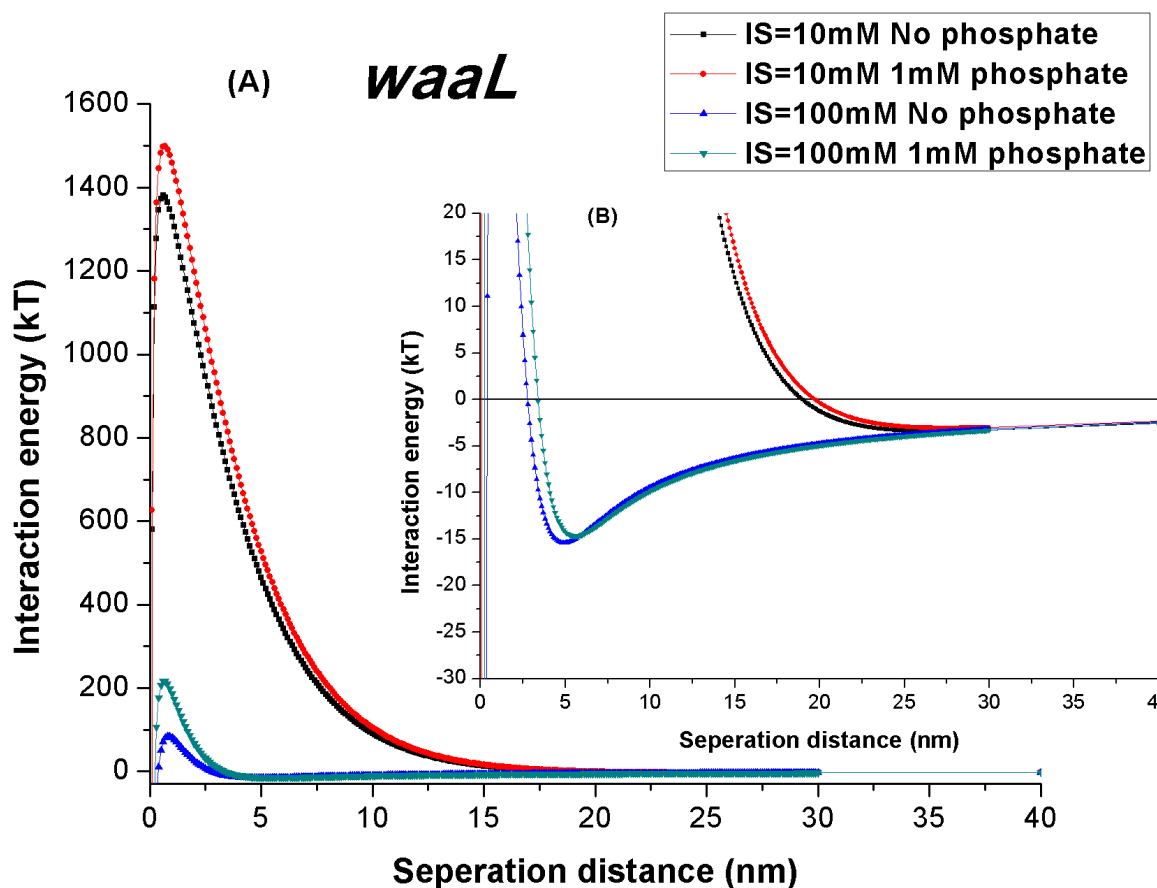 IS=10mM No phosphate
IS=10mM 1mM phosphate
IS=100mM No phosphate
IS=100mM 1mM phosphate
(A) waaL
1600
1400
1200
1000
800
600
400
200
0
Interaction energy (kT)
0 5 10 15 20 25 30 35 40
Seperation distance (nm)
(B)
20
15
10
5
0
-5
-10
-15
-20
-25
-30
Interaction energy (kT)
0 5 10 15 20 25 30 35 40
Seperation distance (nm)